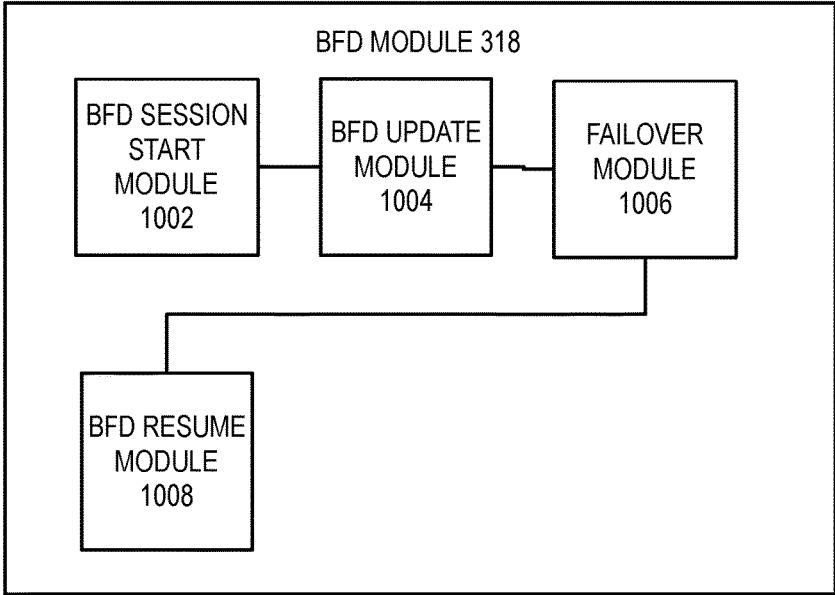 BFD MODULE 318
BFD SESSION
START
MODULE
1002
BFD UPDATE
MODULE
1004
FAILOVER
MODULE
1006
BFD RESUME
MODULE
1008